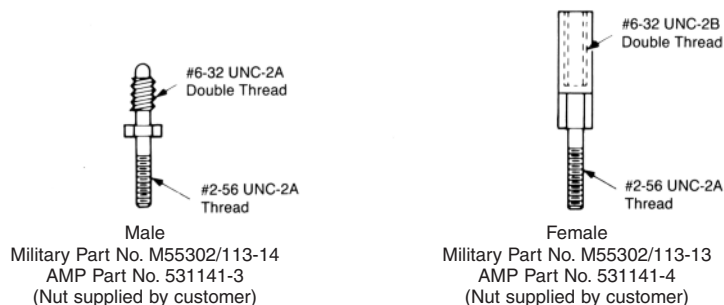 #6-32 UNC-2A
Double Thread
#2-56 UNC-2A
Thread
Male
Military Part No. M55302/113-14
AMP Part No. 531141-3
(Nut supplied by customer)
#6-32 UNC-2B
Double Thread
#2-56 UNC-2A
Thread
Female
Military Part No. M55302/113-13
AMP Part No. 531141-4
(Nut supplied by customer)